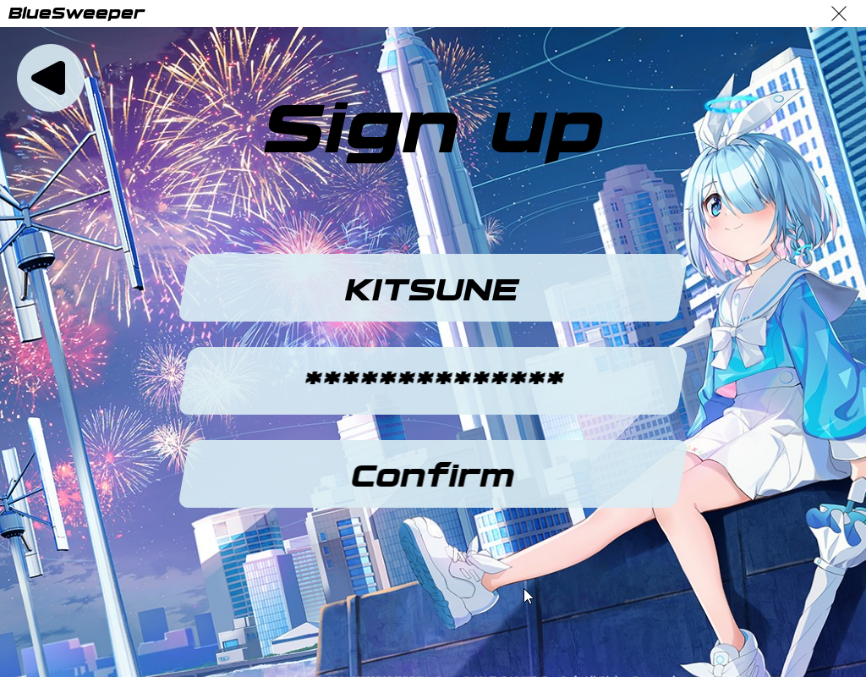 BlueSweeper
Sign up
KITSUNE
**************
Confirm